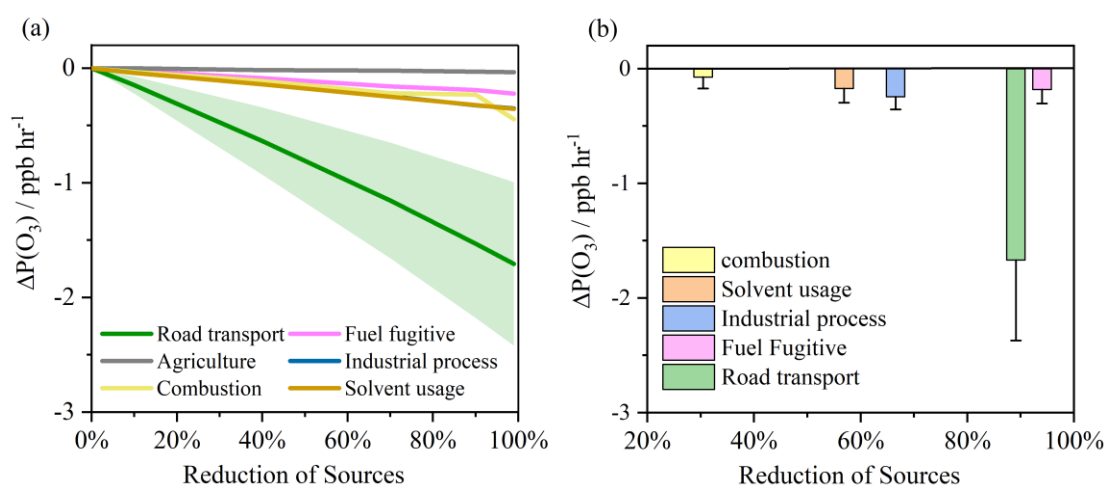 (a)
0
-1
-2
-3
ΔP(O₃) / ppb hr⁻¹
Road transport
Fuel fugitive
Agriculture
Industrial process
Combustion
Solvent usage
0% 20% 40% 60% 80% 100%
Reduction of Sources
(b)
0
-1
-2
-3
ΔP(O₃) / ppb hr⁻¹
combustion
Solvent usage
Industrial process
Fuel Fugitive
Road transport
20% 40% 60% 80% 100%
Reduction of Sources